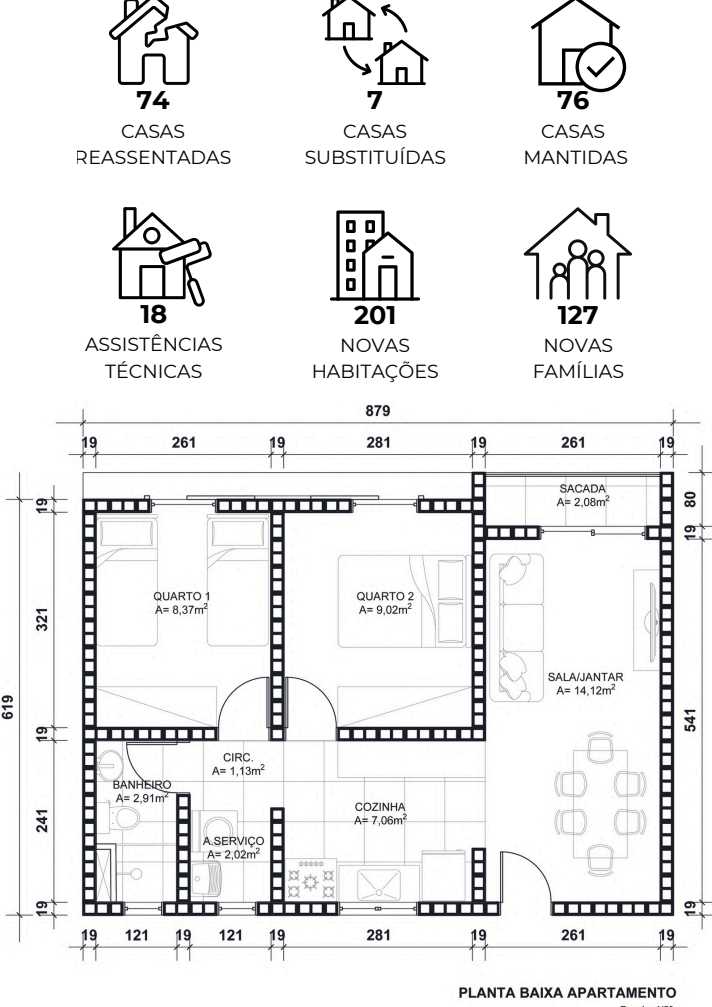 74
CASAS
REASSENTADAS
7
CASAS
SUBSTITUÍDAS
76
CASAS
MANTIDAS
18
ASSISTÊNCIAS
TÉCNICAS
201
NOVAS
HABITAÇÕES
127
NOVAS
FAMÍLIAS
879
19 261 19 281 19 261 19
SACADA
A= 2,08m²
80
19
541
19
19
321
19
241
19
619
QUARTO 1
A= 8,37m²
QUARTO 2
A= 9,02m²
SALA/JANTAR
A= 14,12m²
CIRC.
A= 1,13m²
BANHEIRO
A= 2,91m²
COZINHA
A= 7,06m²
A.SERVIÇO
A= 2,02m²
19 121 19 121 19 281 19 261 19
PLANTA BAIXA APARTAMENTO